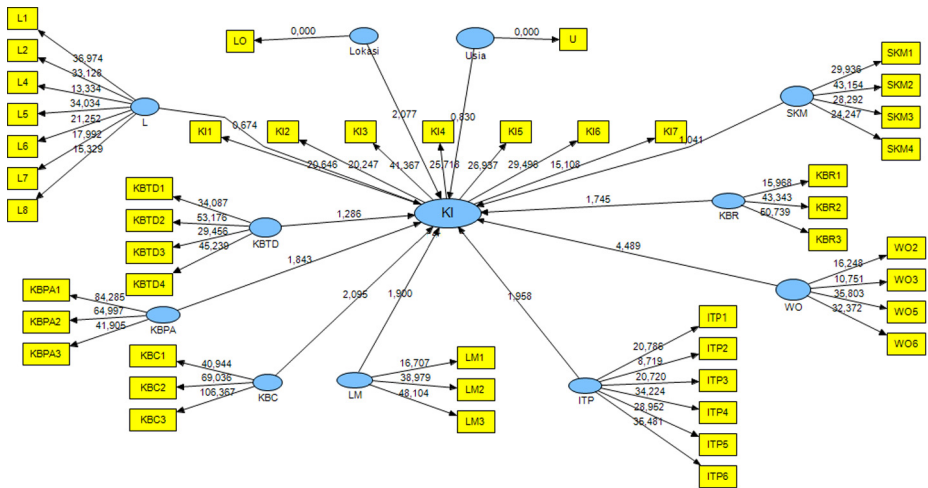 L1
L2
L4
L5
L6
L7
L8
36,974
33,128
13,334
34,034
21,252
17,992
15,329
L
0,674
LO
0,000
Lokasi
2,077
Usia
0,000
U
0,830
SKM
29,936
43,154
28,292
24,247
SKM1
SKM2
SKM3
SKM4
1,041
KI1
KI2
KI3
KI4
KI5
KI6
KI7
20,646
20,247
41,367
25,718
26,937
29,496
15,108
KI
KBTD1
KBTD2
KBTD3
KBTD4
34,087
53,176
29,456
45,239
KBTD
1,286
1,745
KBR
15,968
43,343
60,739
KBR1
KBR2
KBR3
KBPA1
KBPA2
KBPA3
84,285
64,997
41,905
KBPA
1,843
4,489
WO
16,248
10,751
35,803
32,372
WO2
WO3
WO5
WO6
KBC1
KBC2
KBC3
40,944
69,036
106,367
KBC
2,095
LM
1,900
16,707
38,979
48,104
LM1
LM2
LM3
1,958
ITP
20,786
8,719
20,720
34,224
28,952
35,481
ITP1
ITP2
ITP3
ITP4
ITP5
ITP6